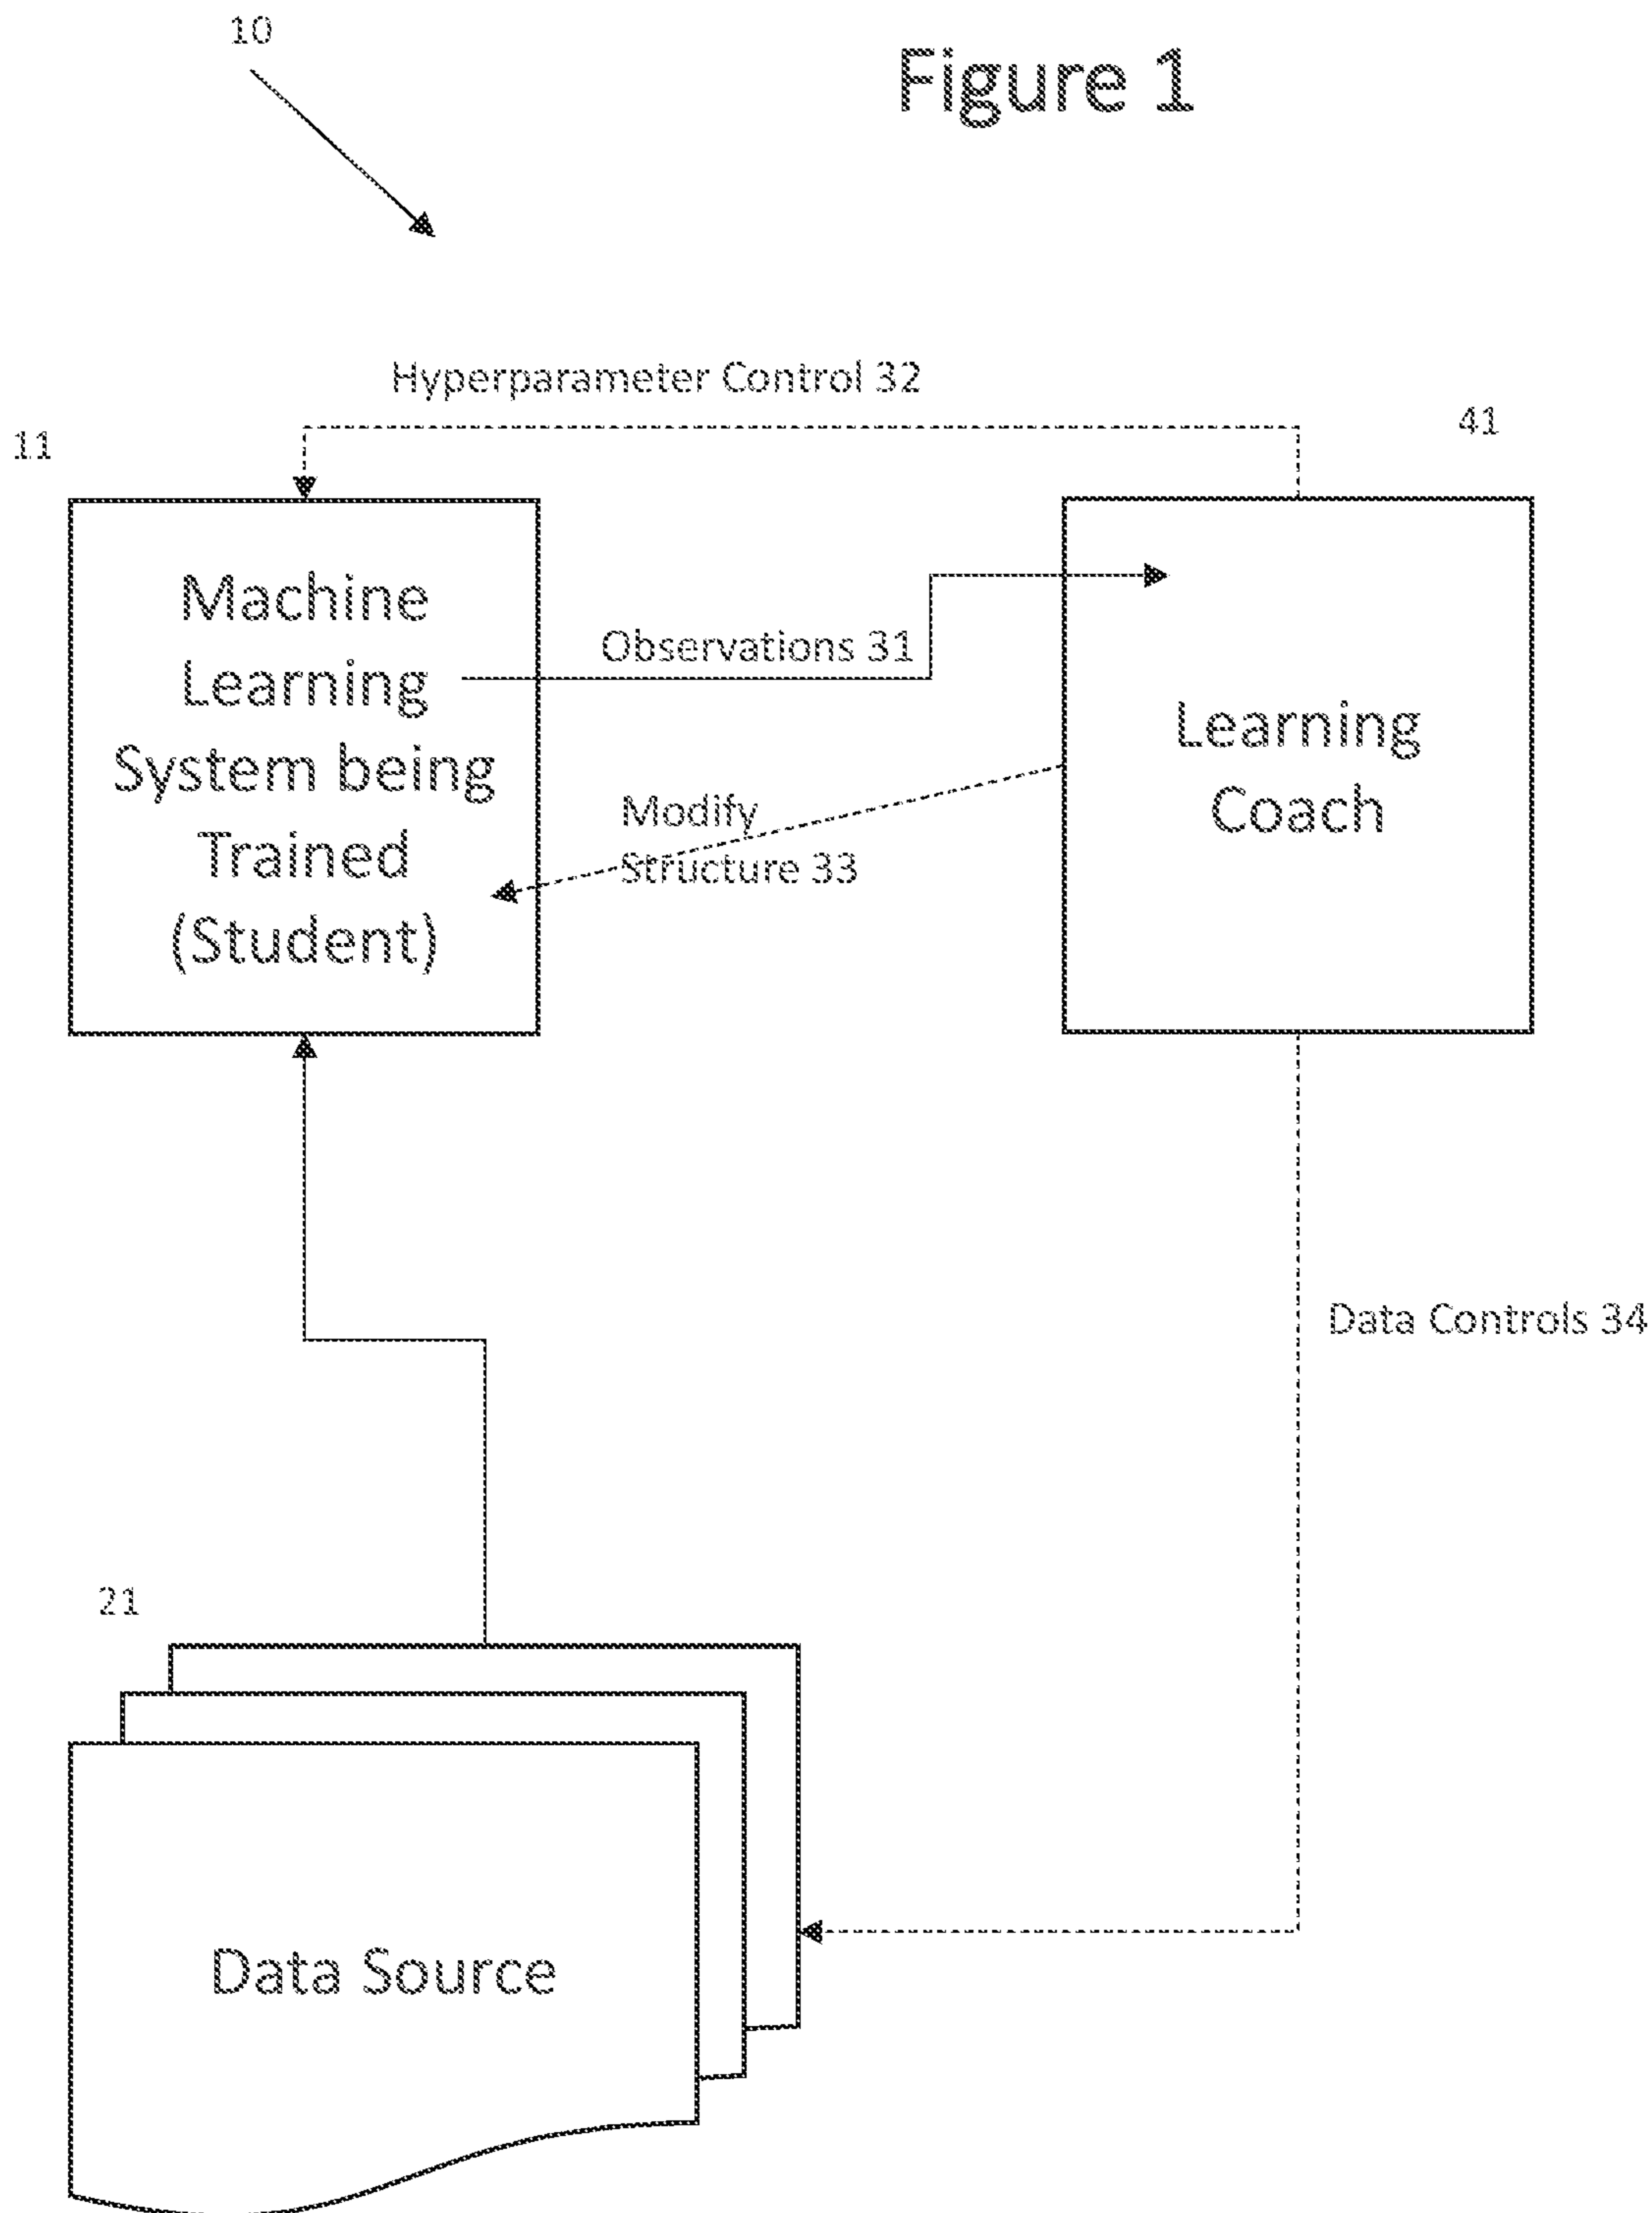 10
Figure 1
Hyperparameter Control 32
11
41
Machine
Learning
System being
Trained
(Student)
Observations 31
Modify
Structure 33
Learning
Coach
Data Controls 34
21
Data Source